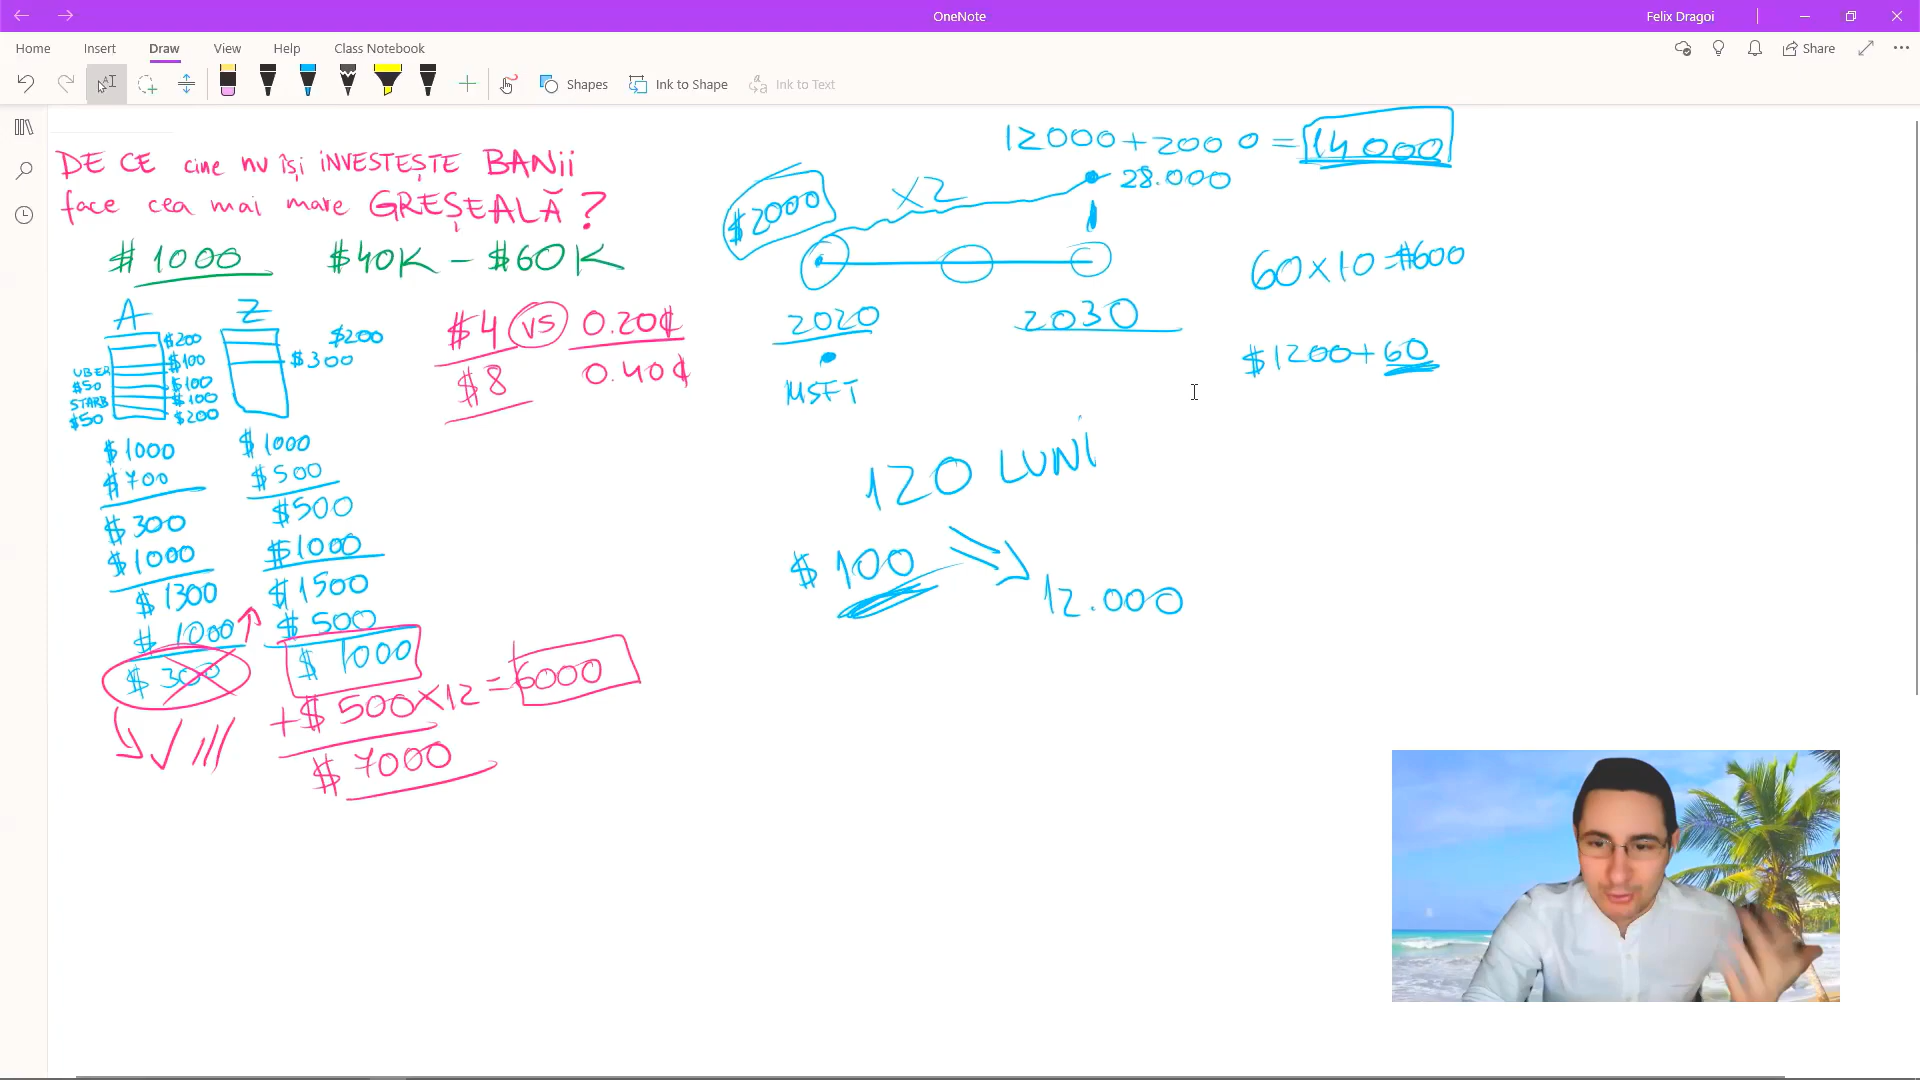 OneNote
Felix Dragoi
Home Insert Draw View Help Class Notebook
Share
Shapes Ink to Shape Ink to Text
DE CE cine nu își iNVESTEȘTE BANii
face cea mai mare GREȘEALĂ ?
$ 1000 $40K - $60K
A Z
$200
$100
UBER
$50
$100
STARB
$100
$50
$200
$200
$300
$1000
$700
$300
$1000
$1300
$1000
$300
$1000
$500
$500
$1000
$1500
$500
$1000
+$500x12 = 6000
$7000
$4 VS 0.20¢
$8 0.40¢
12000+2000=14000
$2000
x2
28.000
2020
2030
MSFT
60x10=$600
$1200+60
120 LUNi
$100
12.000